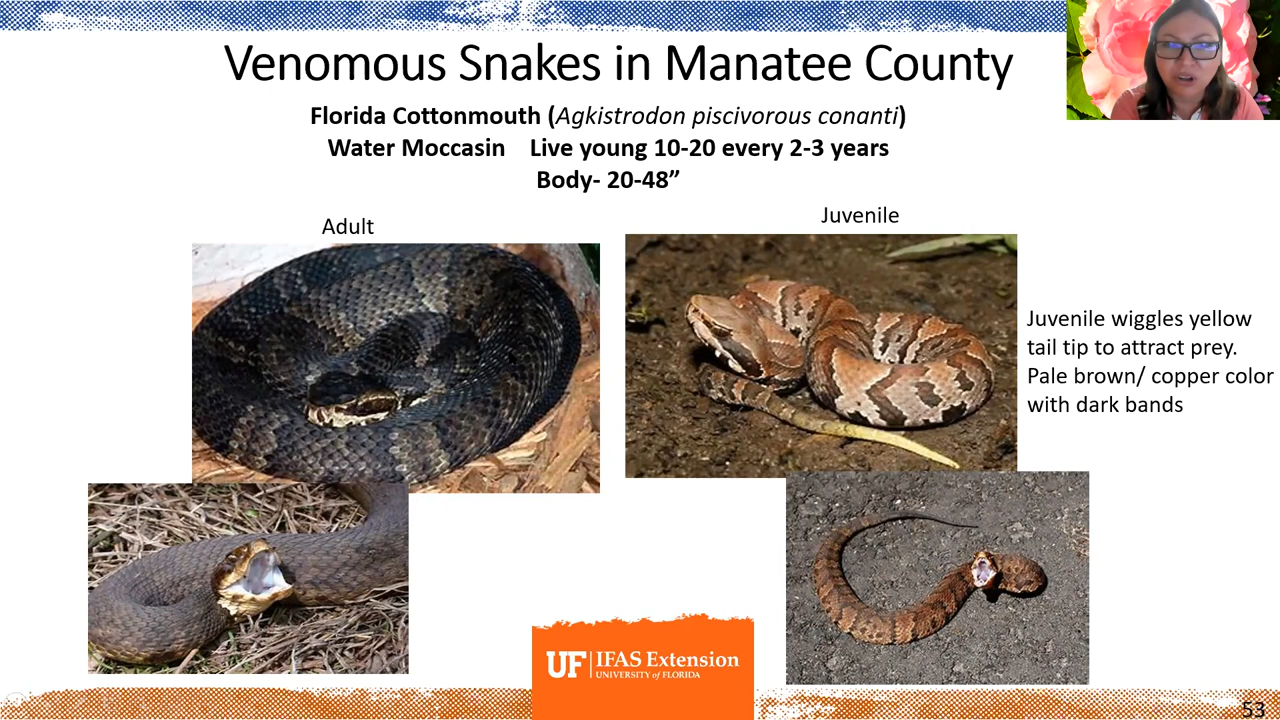 Venomous Snakes in Manatee County
Florida Cottonmouth (Agkistrodon piscivorous conanti)
Water Moccasin Live young 10-20 every 2-3 years
Body- 20-48”
Adult
Juvenile
Juvenile wiggles yellow
tail tip to attract prey.
Pale brown/ copper color
with dark bands
UF IFAS Extension
UNIVERSITY of FLORIDA
53